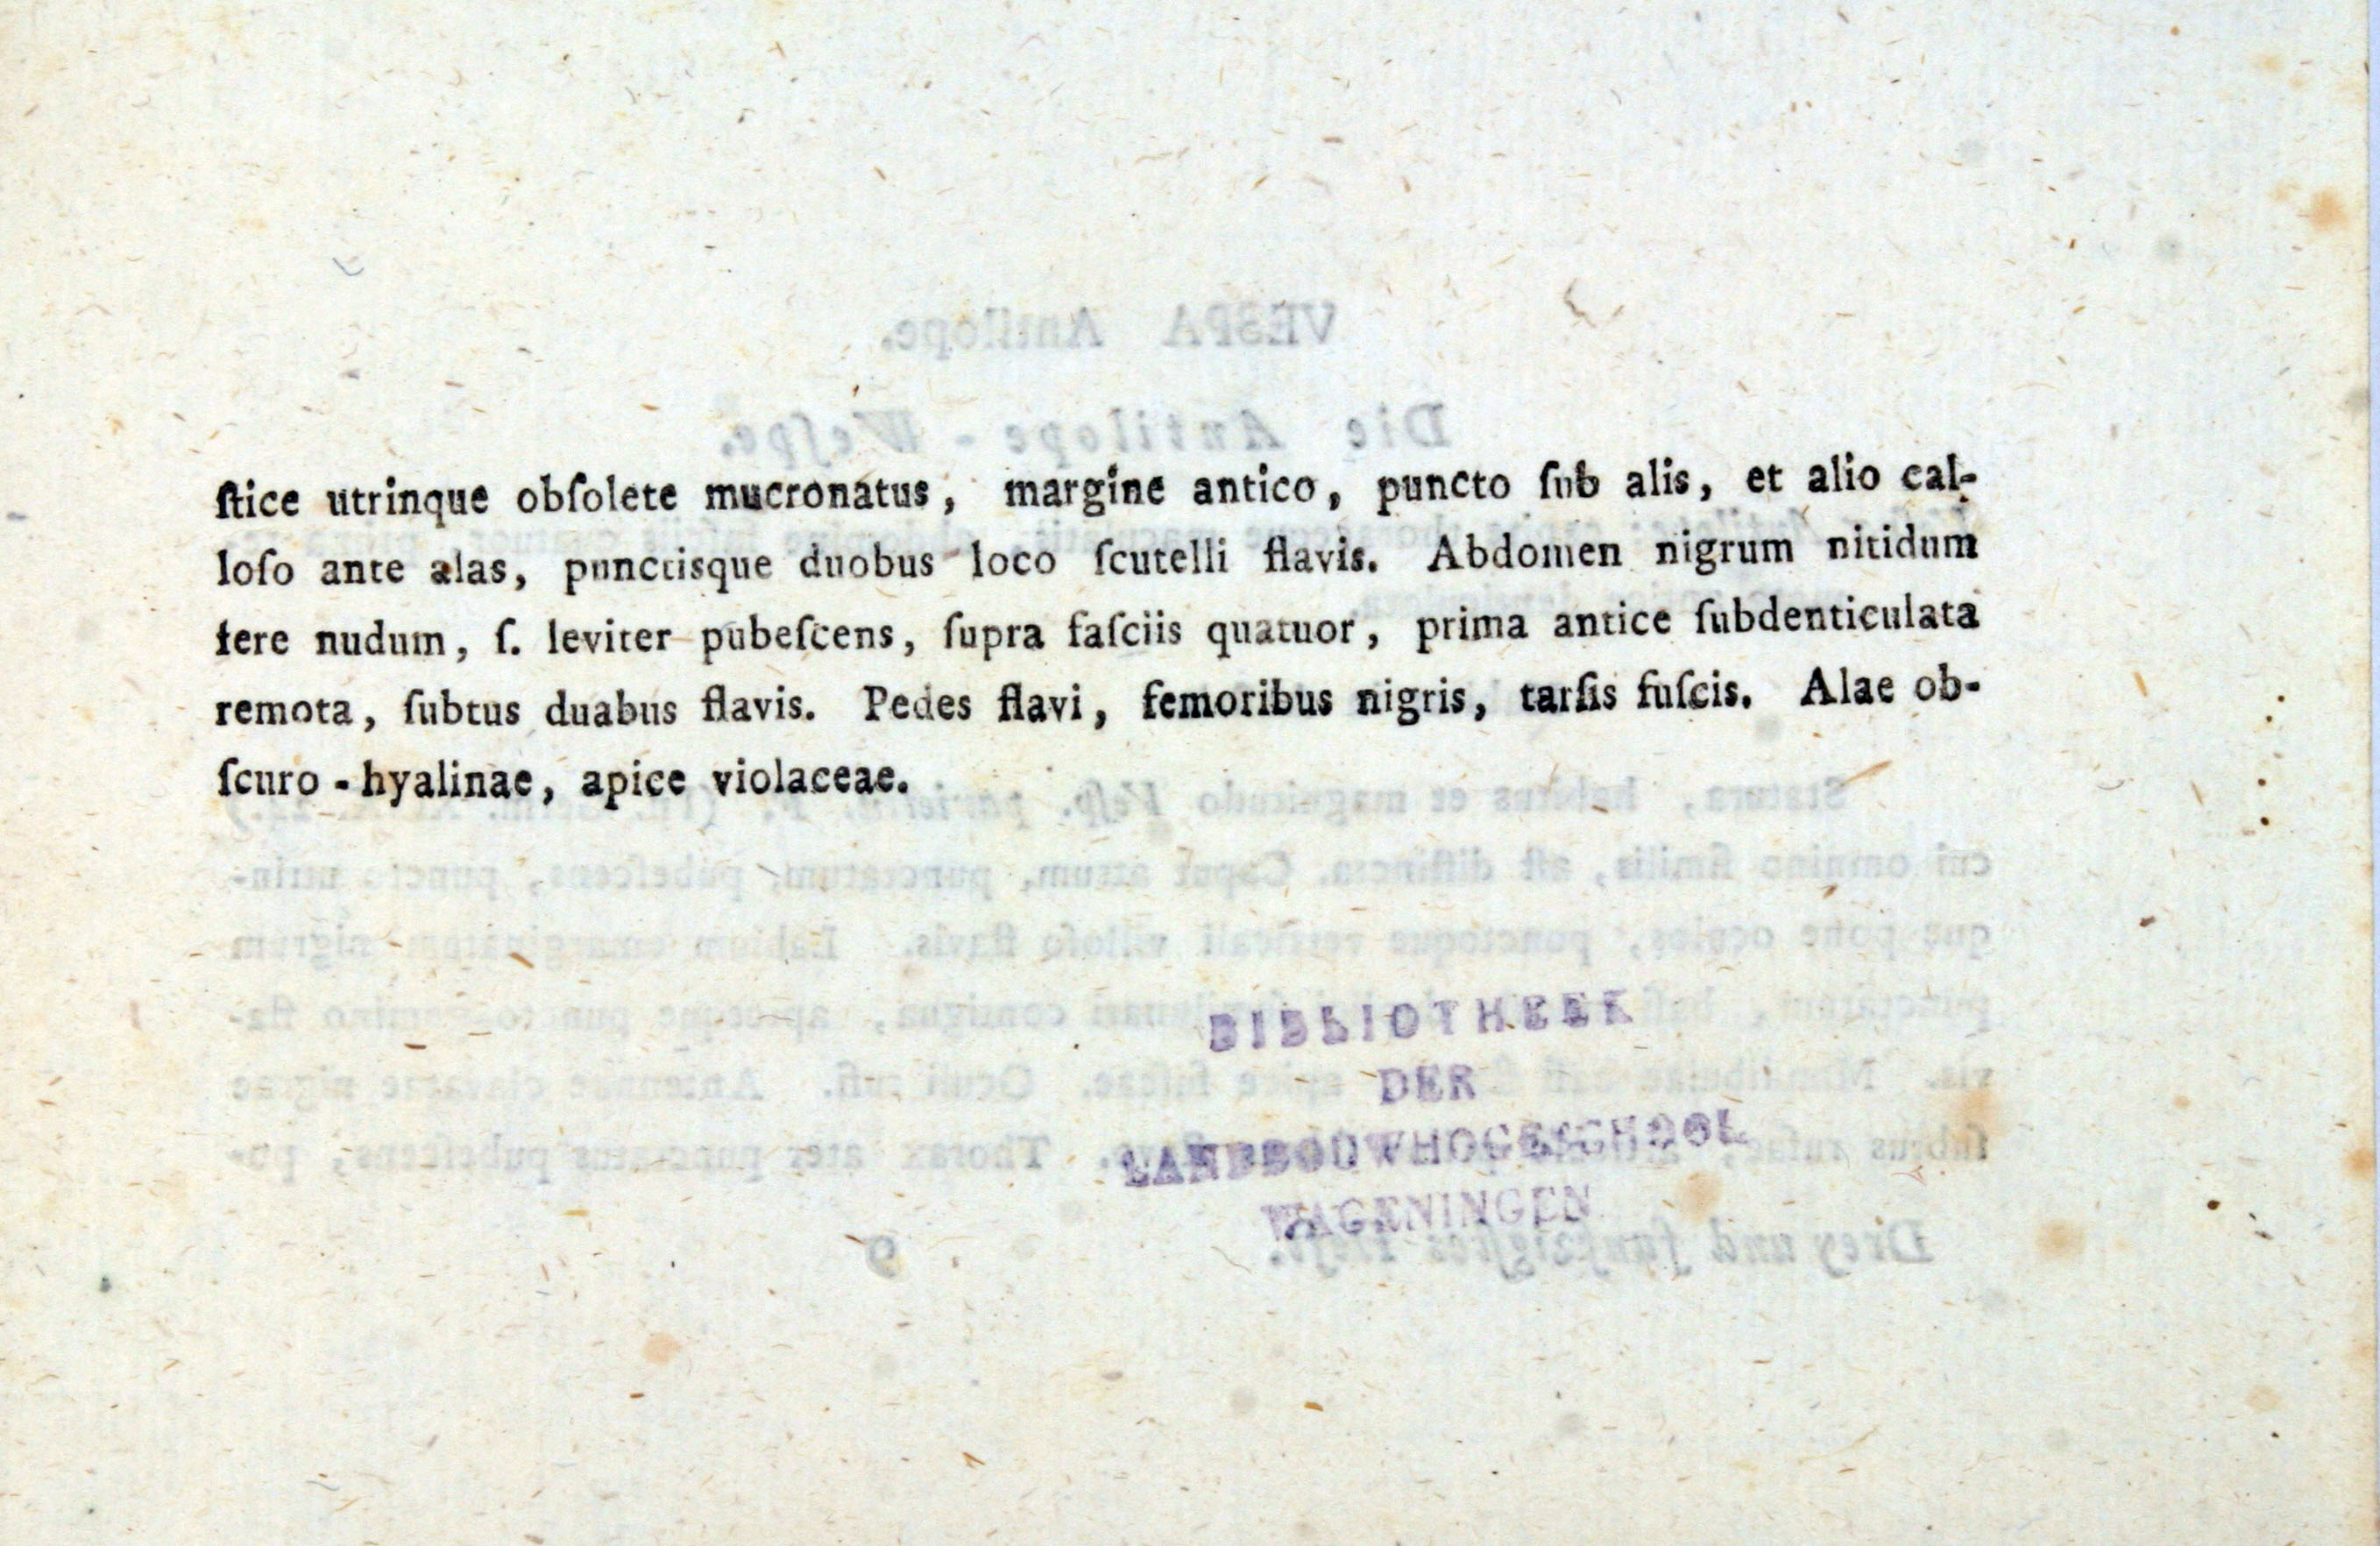 ſtice utrinque obſolete mucronatus, margine antico, puncto ſub alis, et alio cal-
loſo ante alas, punctisque duobus loco ſcutelli flavis. Abdomen nigrum nitidum
fere nudum, ſ. leviter pubeſcens, ſupra faſciis quatuor, prima antice ſubdenticulata
remota, ſubtus duabus flavis. Pedes flavi, femoribus nigris, tarſis fuſcis. Alae ob-
ſcuro-hyalinae, apice violaceae.
BIBLIOTHEEK
DER
LANDBOUWHOGESCHOOL
WAGENINGEN